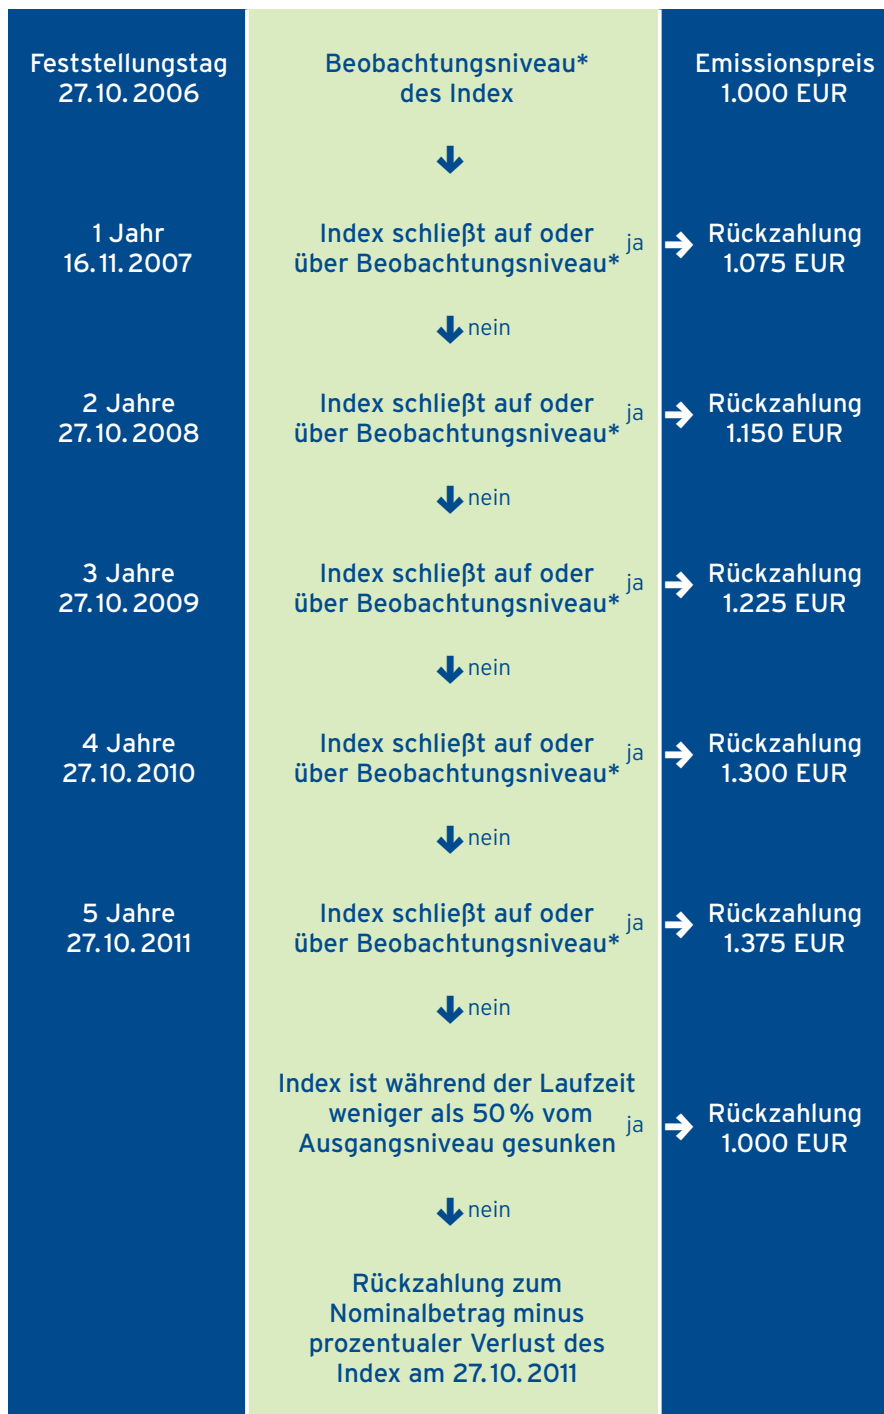 Feststellungstag
27.10.2006
Beobachtungsniveau*
des Index
Emissionspreis
1.000 EUR
1 Jahr
16.11.2007
Index schließt auf oder
über Beobachtungsniveau*
ja
Rückzahlung
1.075 EUR
nein
2 Jahre
27.10.2008
Index schließt auf oder
über Beobachtungsniveau*
ja
Rückzahlung
1.150 EUR
nein
3 Jahre
27.10.2009
Index schließt auf oder
über Beobachtungsniveau*
ja
Rückzahlung
1.225 EUR
nein
4 Jahre
27.10.2010
Index schließt auf oder
über Beobachtungsniveau*
ja
Rückzahlung
1.300 EUR
nein
5 Jahre
27.10.2011
Index schließt auf oder
über Beobachtungsniveau*
ja
Rückzahlung
1.375 EUR
nein
Index ist während der Laufzeit
weniger als 50% vom
Ausgangsniveau gesunken
ja
Rückzahlung
1.000 EUR
nein
Rückzahlung zum
Nominalbetrag minus
prozentualer Verlust des
Index am 27.10.2011